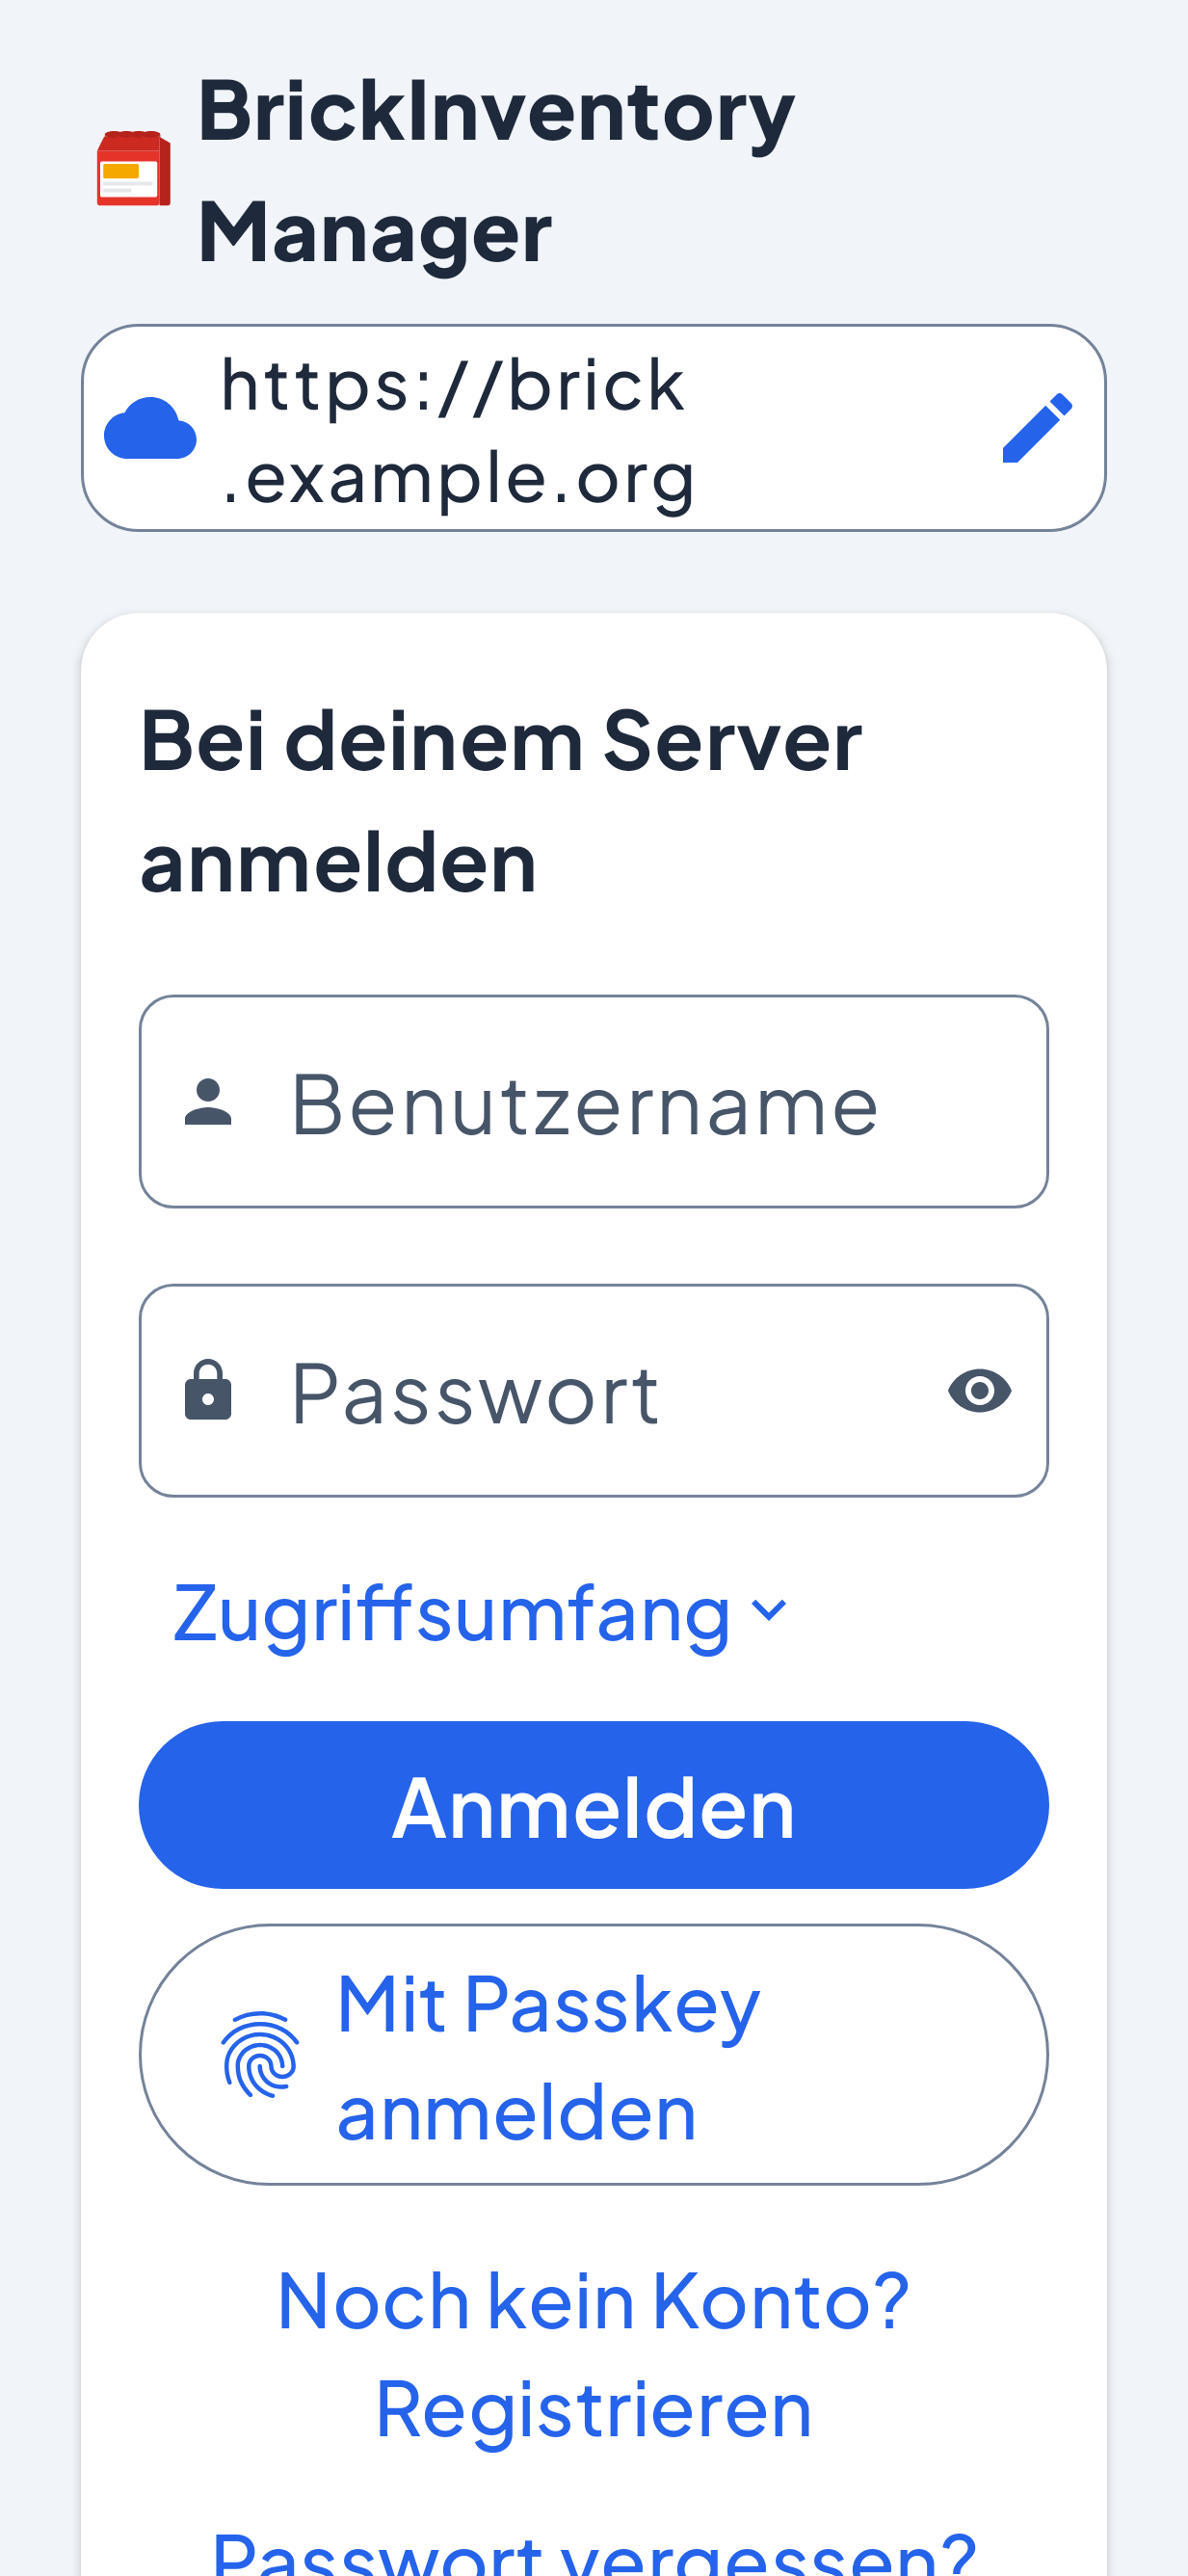 BrickInventory
Manager
https://brick
.example.org
Bei deinem Server
anmelden
Benutzername
Passwort
Zugriffsumfang
Anmelden
Mit Passkey
anmelden
Noch kein Konto?
Registrieren
Passwort vergessen?